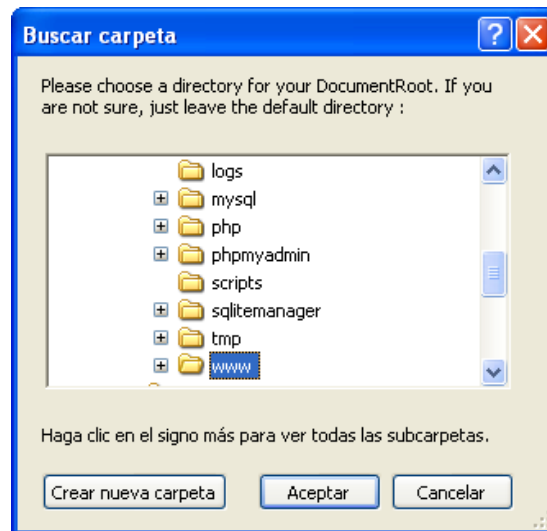 Buscar carpeta
Please choose a directory for your DocumentRoot. If you
are not sure, just leave the default directory :
logs
mysql
php
phpmyadmin
scripts
sqlitemanager
tmp
www
Haga clic en el signo más para ver todas las subcarpetas.
Crear nueva carpeta Aceptar Cancelar